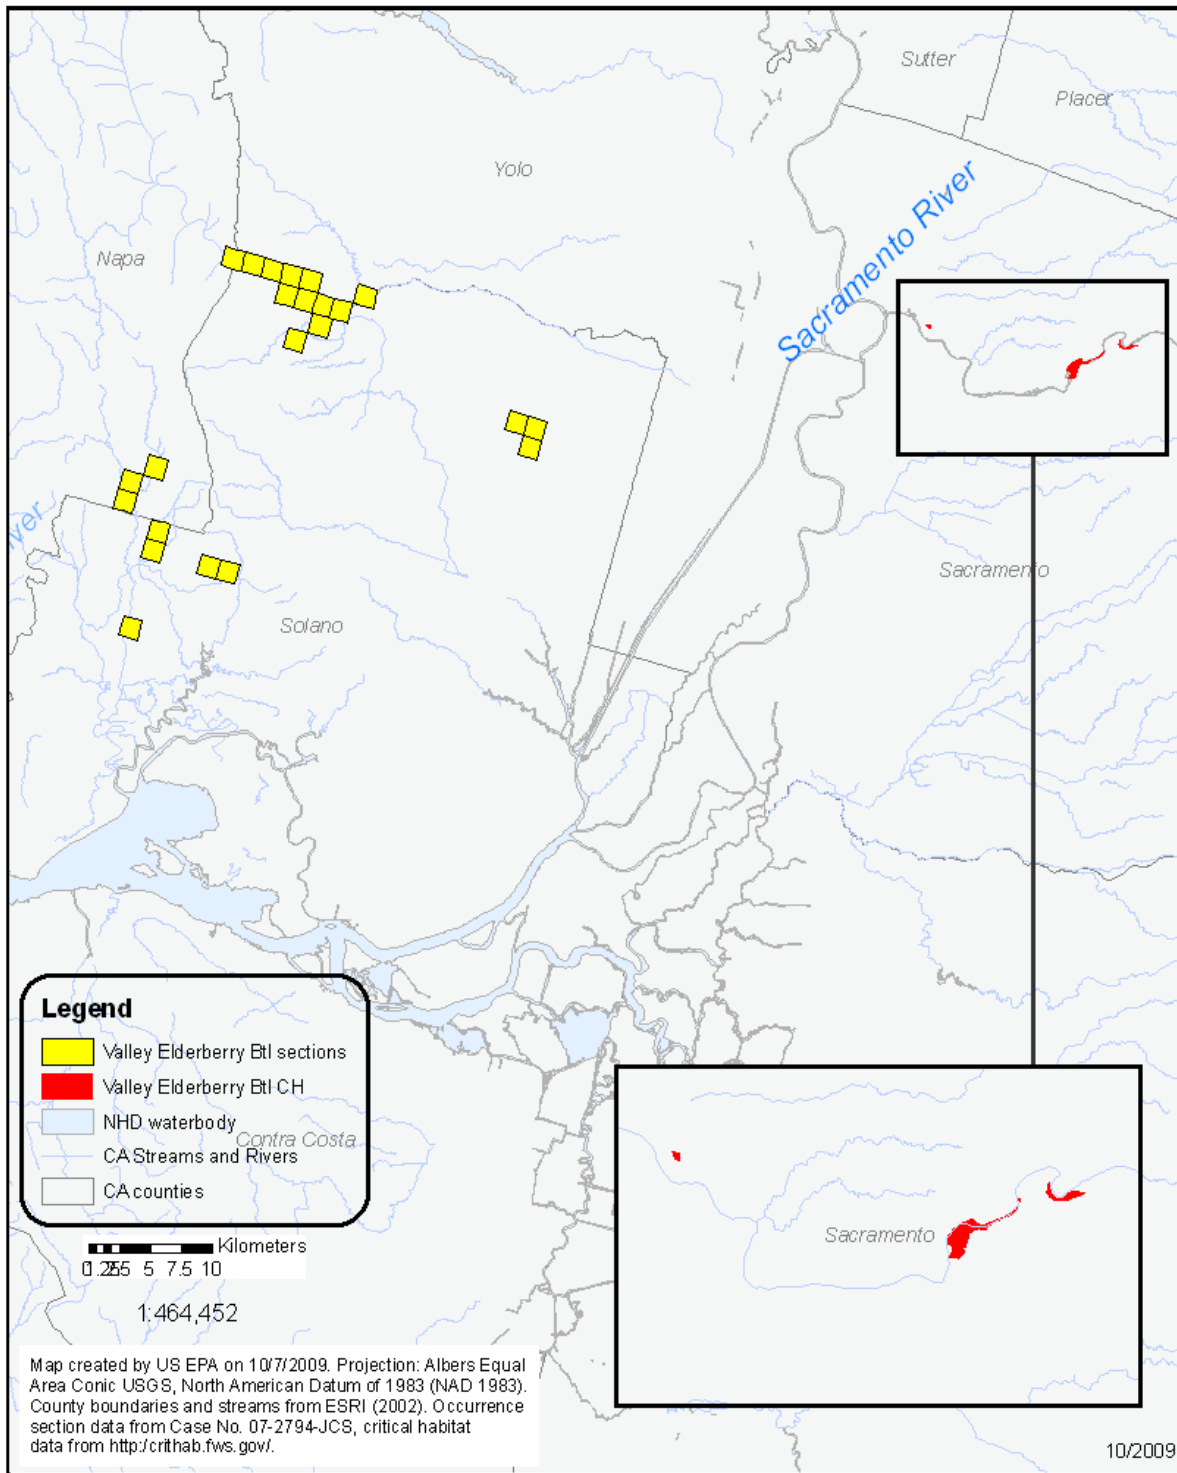 Sutter
Placer
Yolo
Sacramento River
Napa
Sacramento
Solano
Legend
Valley Elderberry Btl sections
Valley Elderberry Btl CH
NHD waterbody
Contra Costa
CA Streams and Rivers
CA counties
Sacramento
Kilometers
5 7.5 10
1:464,452
Map created by US EPA on 10/7/2009. Projection: Albers Equal
Area Conic USGS, North American Datum of 1983 (NAD 1983).
County boundaries and streams from ESRI (2002). Occurrence
section data from Case No. 07-2794-JCS, critical habitat
data from http:/crithab.fws.gov/.
10/2009